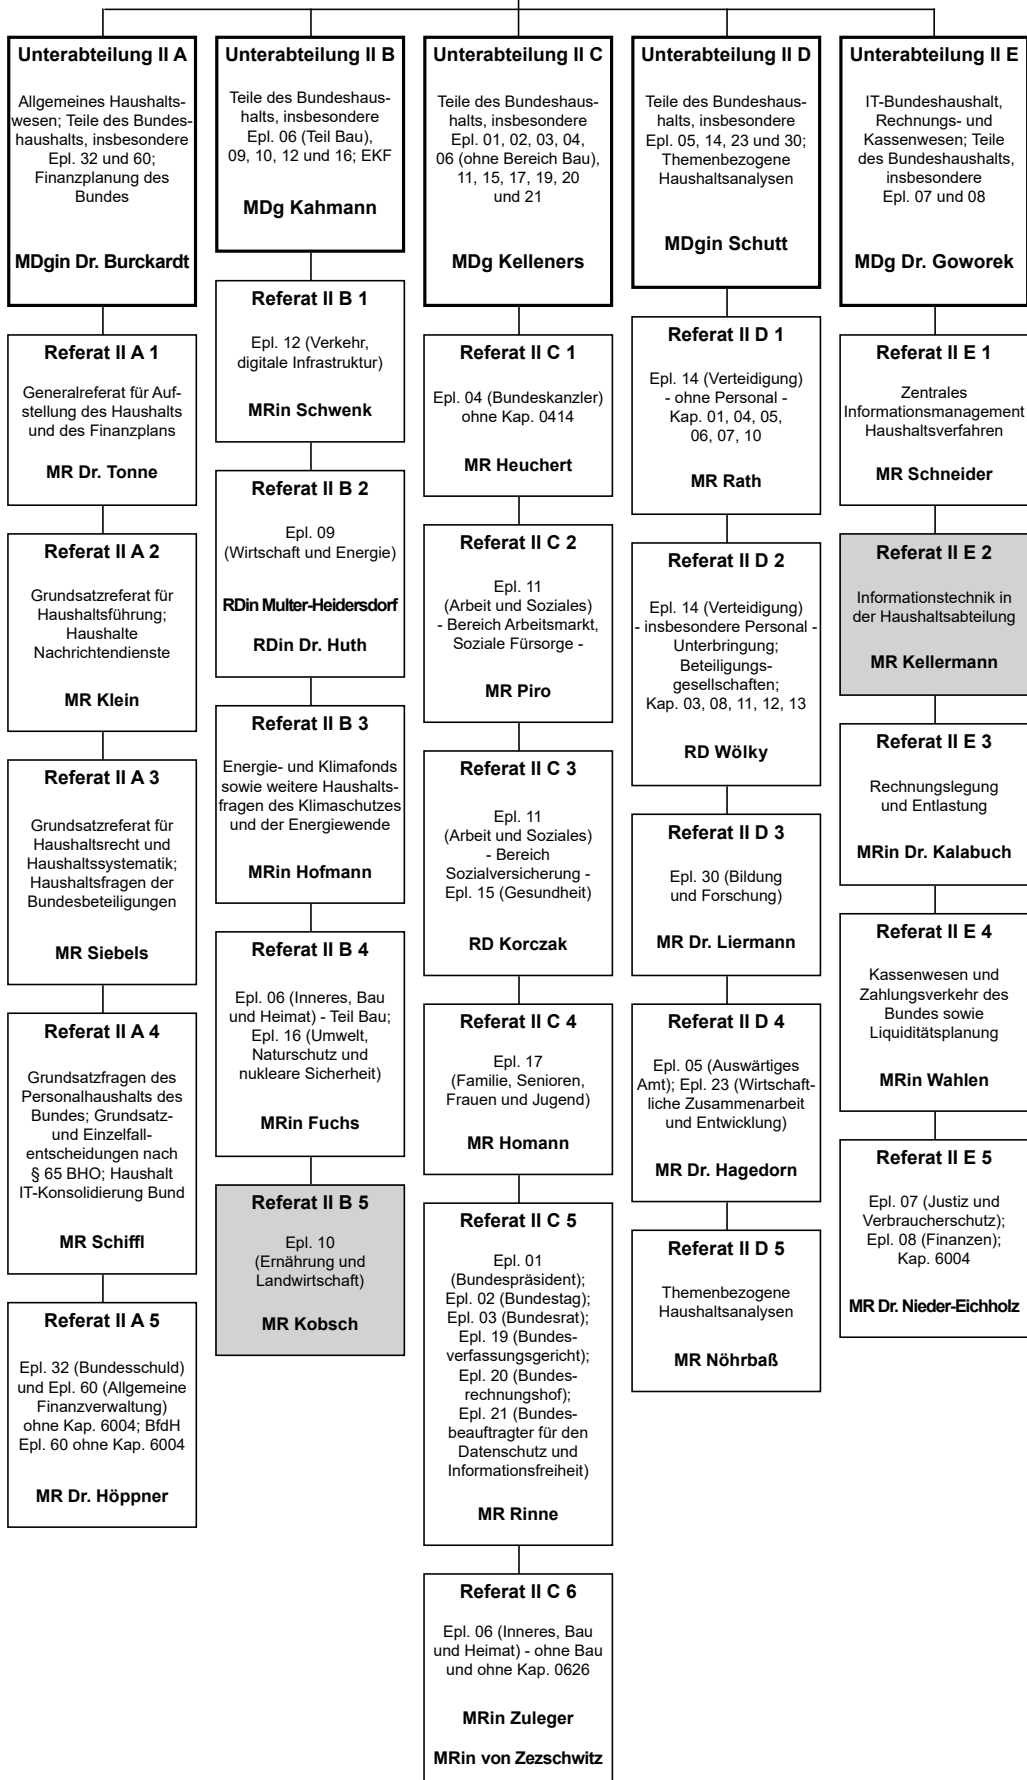 Unterabteilung II A
Allgemeines Haushalts-
wesen; Teile des Bundes-
haushalts, insbesondere
Epl. 32 und 60;
Finanzplanung des
Bundes
MDgin Dr. Burckardt
Referat II A 1
Generalreferat für Auf-
stellung des Haushalts
und des Finanzplans
MR Dr. Tonne
Referat II A 2
Grundsatzreferat für
Haushaltsführung;
Haushalte
Nachrichtendienste
MR Klein
Referat II A 3
Grundsatzreferat für
Haushaltsrecht und
Haushaltssystematik;
Haushaltsfragen der
Bundesbeteiligungen
MR Siebels
Referat II A 4
Grundsatzfragen des
Personalhaushalts des
Bundes; Grundsatz-
und Einzelfall-
entscheidungen nach
§ 65 BHO; Haushalt
IT-Konsolidierung Bund
MR Schiffl
Referat II A 5
Epl. 32 (Bundesschuld)
und Epl. 60 (Allgemeine
Finanzverwaltung)
ohne Kap. 6004; BfdH
Epl. 60 ohne Kap. 6004
MR Dr. Höppner
Unterabteilung II B
Teile des Bundeshaus-
halts, insbesondere
Epl. 06 (Teil Bau),
09, 10, 12 und 16; EKF
MDg Kahmann
Referat II B 1
Epl. 12 (Verkehr,
digitale Infrastruktur)
MRin Schwenk
Referat II B 2
Epl. 09
(Wirtschaft und Energie)
RDin Multer-Heidersdorf
RDin Dr. Huth
Referat II B 3
Energie- und Klimafonds
sowie weitere Haushalts-
fragen des Klimaschutzes
und der Energiewende
MRin Hofmann
Referat II B 4
Epl. 06 (Inneres, Bau
und Heimat) - Teil Bau;
Epl. 16 (Umwelt,
Naturschutz und
nukleare Sicherheit)
MRin Fuchs
Referat II B 5
Epl. 10
(Ernährung und
Landwirtschaft)
MR Kobsch
Unterabteilung II C
Teile des Bundeshaus-
halts, insbesondere
Epl. 01, 02, 03, 04,
06 (ohne Bereich Bau),
11, 15, 17, 19, 20
und 21
MDg Kelleners
Referat II C 1
Epl. 04 (Bundeskanzler)
ohne Kap. 0414
MR Heuchert
Referat II C 2
Epl. 11
(Arbeit und Soziales)
- Bereich Arbeitsmarkt,
Soziale Fürsorge -
MR Piro
Referat II C 3
Epl. 11
(Arbeit und Soziales)
- Bereich
Sozialversicherung -
Epl. 15 (Gesundheit)
RD Korczak
Referat II C 4
Epl. 17
(Familie, Senioren,
Frauen und Jugend)
MR Homann
Referat II C 5
Epl. 01
(Bundespräsident);
Epl. 02 (Bundestag);
Epl. 03 (Bundesrat);
Epl. 19 (Bundes-
verfassungsgericht);
Epl. 20 (Bundes-
rechnungshof);
Epl. 21 (Bundes-
beauftragter für den
Datenschutz und
Informationsfreiheit)
MR Rinne
Referat II C 6
Epl. 06 (Inneres, Bau
und Heimat) - ohne Bau
und ohne Kap. 0626
MRin Zuleger
MRin von Zezschwitz
Unterabteilung II D
Teile des Bundeshaus-
halts, insbesondere
Epl. 05, 14, 23 und 30;
Themenbezogene
Haushaltsanalysen
MDgin Schutt
Referat II D 1
Epl. 14 (Verteidigung)
- ohne Personal -
Kap. 01, 04, 05,
06, 07, 10
MR Rath
Referat II D 2
Epl. 14 (Verteidigung)
- insbesondere Personal -
Unterbringung;
Beteiligungs-
gesellschaften;
Kap. 03, 08, 11, 12, 13
RD Wölky
Referat II D 3
Epl. 30 (Bildung
und Forschung)
MR Dr. Liermann
Referat II D 4
Epl. 05 (Auswärtiges
Amt); Epl. 23 (Wirtschaft-
liche Zusammenarbeit
und Entwicklung)
MR Dr. Hagedorn
Referat II D 5
Themenbezogene
Haushaltsanalysen
MR Nöhrbaß
Unterabteilung II E
IT-Bundeshaushalt,
Rechnungs- und
Kassenwesen; Teile
des Bundeshaushalts,
insbesondere
Epl. 07 und 08
MDg Dr. Goworek
Referat II E 1
Zentrales
Informationsmanagement
Haushaltsverfahren
MR Schneider
Referat II E 2
Informationstechnik in
der Haushaltsabteilung
MR Kellermann
Referat II E 3
Rechnungslegung
und Entlastung
MRin Dr. Kalabuch
Referat II E 4
Kassenwesen und
Zahlungsverkehr des
Bundes sowie
Liquiditätsplanung
MRin Wahlen
Referat II E 5
Epl. 07 (Justiz und
Verbraucherschutz);
Epl. 08 (Finanzen);
Kap. 6004
MR Dr. Nieder-Eichholz